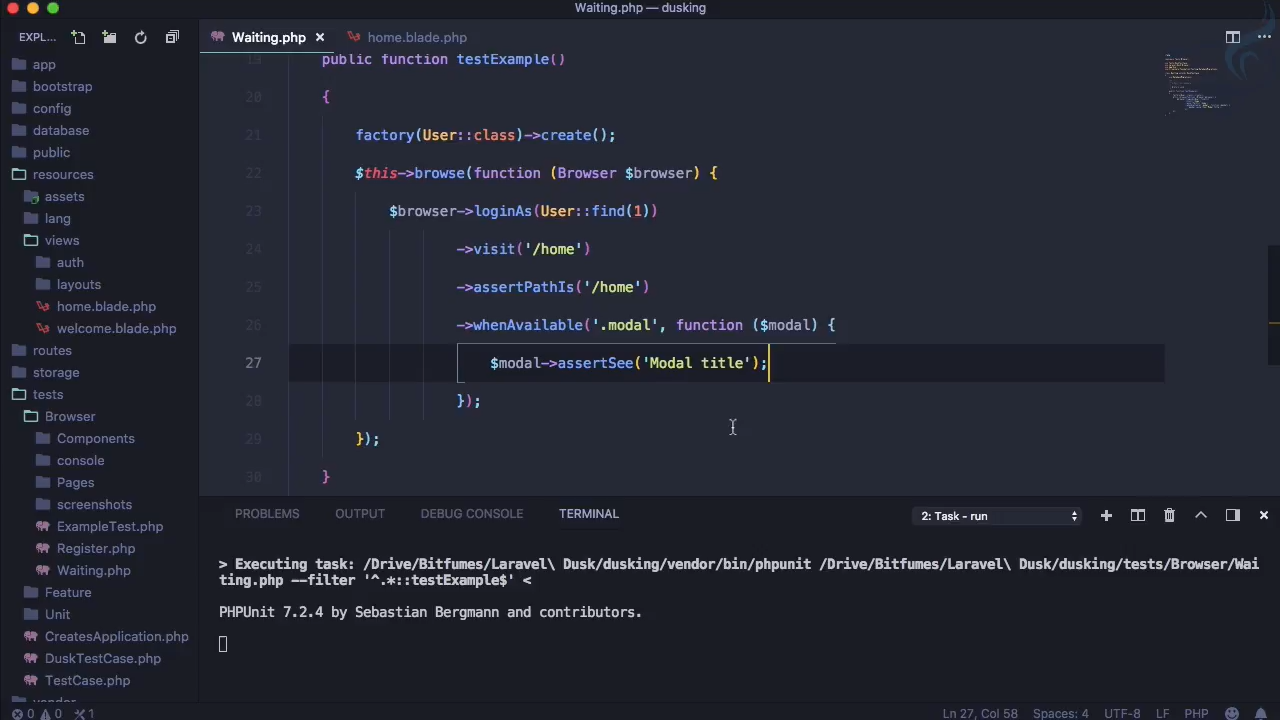 Waiting.php — dusking
EXPL...
Waiting.php ×
home.blade.php
app
bootstrap
config
database
public
resources
assets
lang
views
auth
layouts
home.blade.php
welcome.blade.php
routes
storage
tests
Browser
Components
console
Pages
screenshots
ExampleTest.php
Register.php
Waiting.php
Feature
Unit
CreatesApplication.php
DuskTestCase.php
TestCase.php
vendor
19 public function testExample()
20 {
21 factory(User::class)->create();
22 $this->browse(function (Browser $browser) {
23 $browser->loginAs(User::find(1))
24 ->visit('/home')
25 ->assertPathIs('/home')
26 ->whenAvailable('.modal', function ($modal) {
27 $modal->assertSee('Modal title');
28 });
29 });
30 }
PROBLEMS OUTPUT DEBUG CONSOLE TERMINAL
2: Task - run
> Executing task: /Drive/Bitfumes/Laravel\ Dusk/dusking/vendor/bin/phpunit /Drive/Bitfumes/Laravel\ Dusk/dusking/tests/Browser/Wai
ting.php --filter '^.*::testExample$' <
PHPUnit 7.2.4 by Sebastian Bergmann and contributors.
0 0 1
Ln 27, Col 58 Spaces: 4 UTF-8 LF PHP